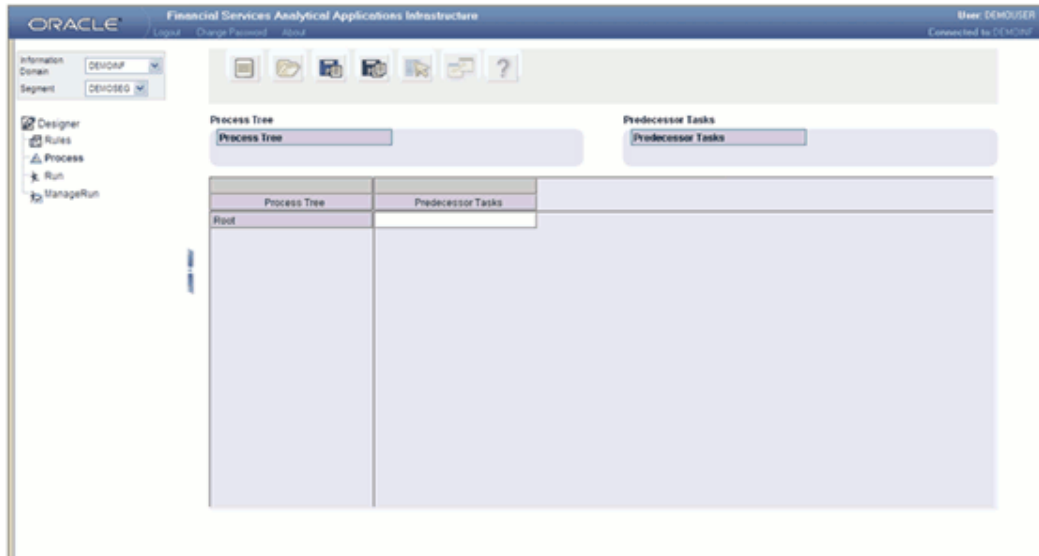 ORACLE
Financial Services Analytical Applications Infrastructure
Logout Change Password About
User: DEMOUSER
Connected to: DEMOINF
Information Domain
DEMOINF
Segment
DEMOSEG
Designer
Rules
Process
Run
ManageRun
?
Process Tree
Process Tree
Predecessor Tasks
Predecessor Tasks
Process Tree Predecessor Tasks
Root